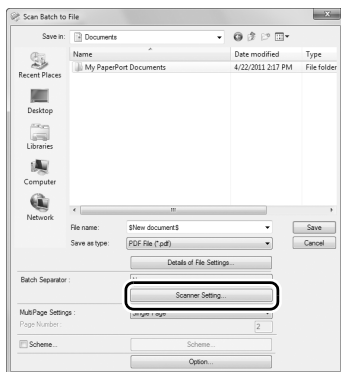 Scan Batch to File
Save in: Documents
Name Date modified Type
My PaperPort Documents 4/22/2011 2:17 PM File folder
Recent Places
Desktop
Libraries
Computer
Network
File name: $New document$ Save
Save as type: PDF File (*.pdf) Cancel
Details of File Settings...
Batch Separator :
Scanner Setting...
MultiPage Settings : Single Page
Page Number : 2
Scheme... Scheme...
Option...